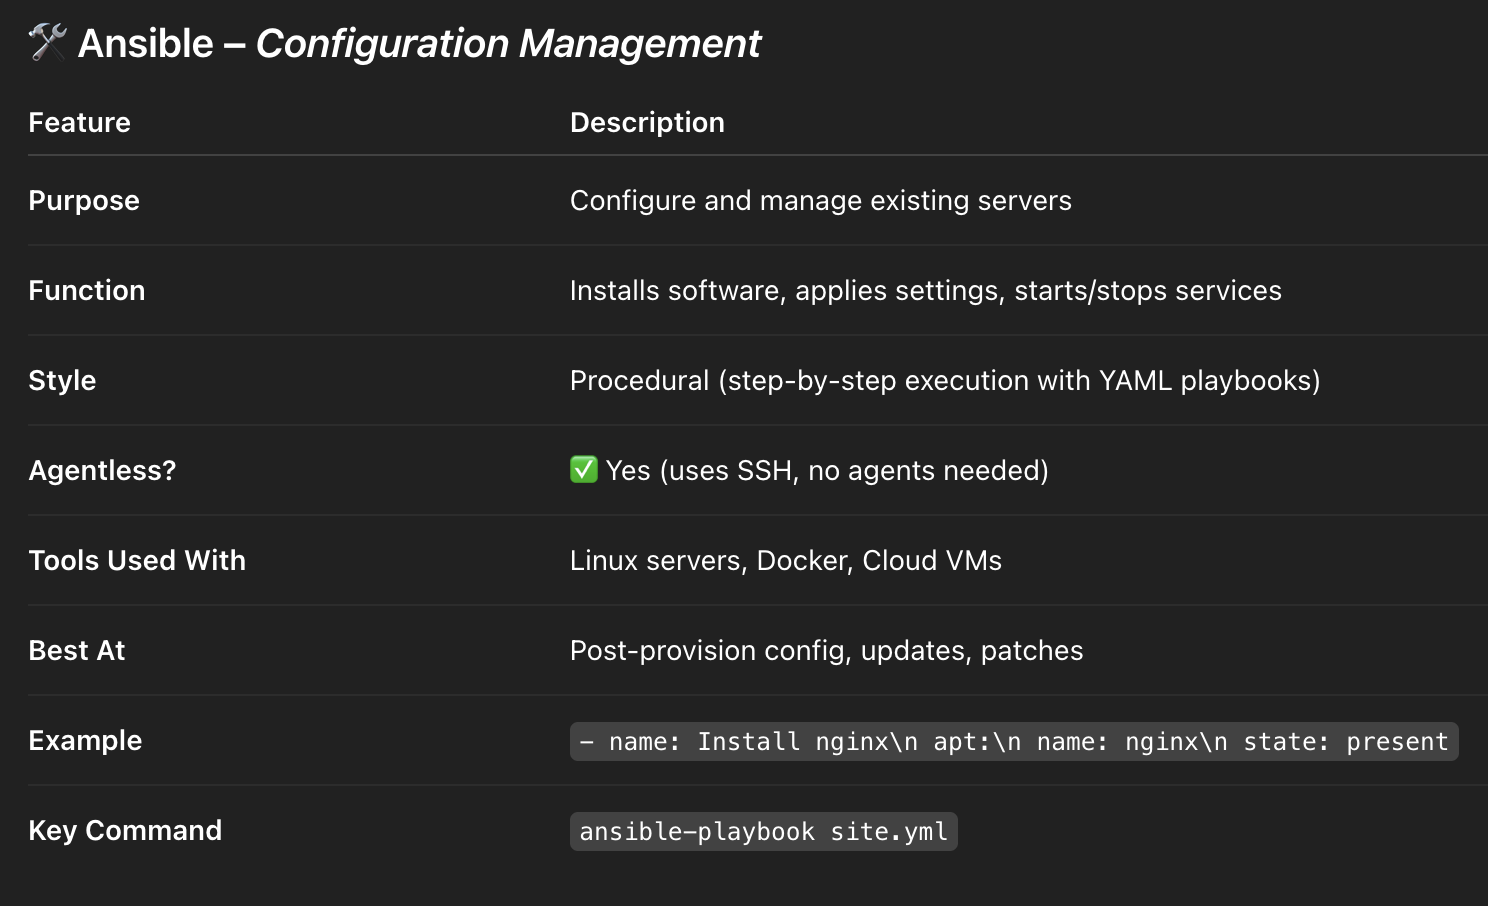 🛠️ Ansible – Configuration Management
Feature Description
Purpose Configure and manage existing servers
Function Installs software, applies settings, starts/stops services
Style Procedural (step-by-step execution with YAML playbooks)
Agentless? ✅ Yes (uses SSH, no agents needed)
Tools Used With Linux servers, Docker, Cloud VMs
Best At Post-provision config, updates, patches
Example - name: Install nginx\n apt:\n name: nginx\n state: present
Key Command ansible-playbook site.yml